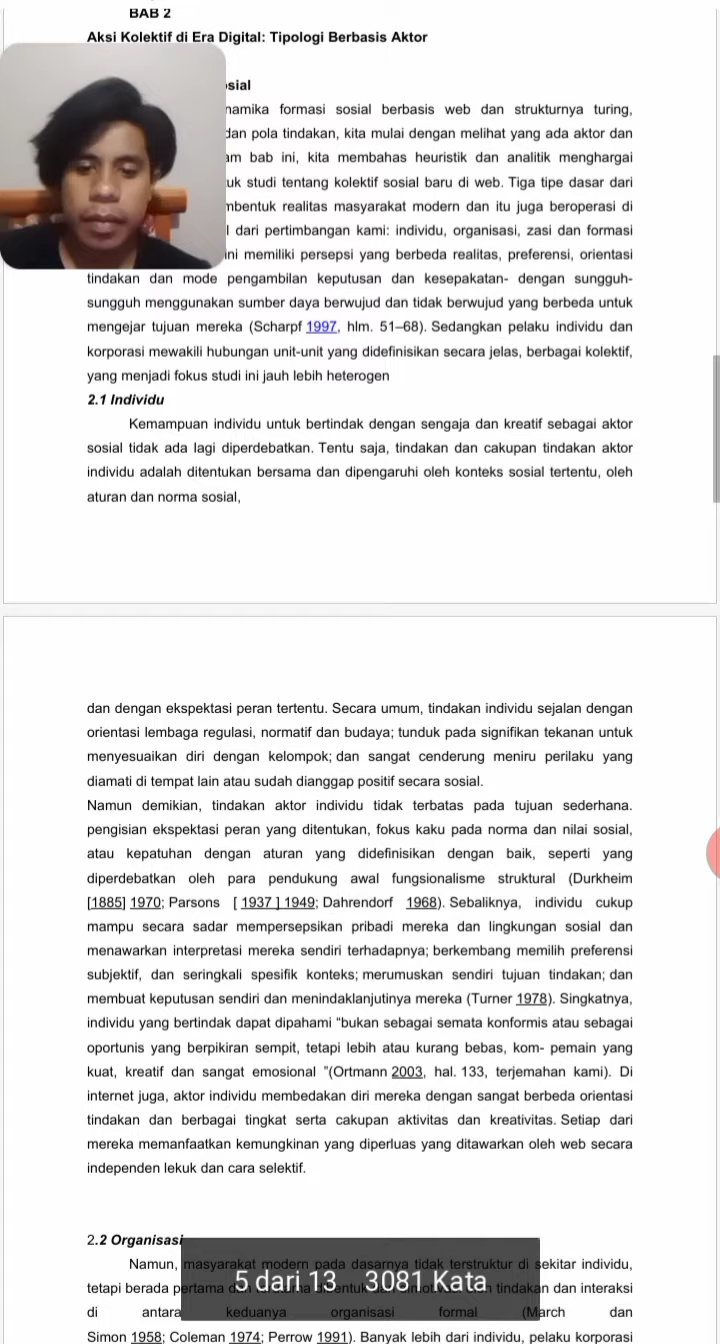 BAB 2
Aksi Kolektif di Era Digital: Tipologi Berbasis Aktor
sial
namika formasi sosial berbasis web dan strukturnya turing,
dan pola tindakan, kita mulai dengan melihat yang ada aktor dan
am bab ini, kita membahas heuristik dan analitik menghargai
uk studi tentang kolektif sosial baru di web. Tiga tipe dasar dari
mbentuk realitas masyarakat modern dan itu juga beroperasi di
l dari pertimbangan kami: individu, organisasi, zasi dan formasi
ini memiliki persepsi yang berbeda realitas, preferensi, orientasi
tindakan dan mode pengambilan keputusan dan kesepakatan- dengan sungguh-
sungguh menggunakan sumber daya berwujud dan tidak berwujud yang berbeda untuk
mengejar tujuan mereka (Scharpf 1997, hlm. 51–68). Sedangkan pelaku individu dan
korporasi mewakili hubungan unit-unit yang didefinisikan secara jelas, berbagai kolektif,
yang menjadi fokus studi ini jauh lebih heterogen
2.1 Individu
Kemampuan individu untuk bertindak dengan sengaja dan kreatif sebagai aktor
sosial tidak ada lagi diperdebatkan. Tentu saja, tindakan dan cakupan tindakan aktor
individu adalah ditentukan bersama dan dipengaruhi oleh konteks sosial tertentu, oleh
aturan dan norma sosial,
dan dengan ekspektasi peran tertentu. Secara umum, tindakan individu sejalan dengan
orientasi lembaga regulasi, normatif dan budaya; tunduk pada signifikan tekanan untuk
menyesuaikan diri dengan kelompok; dan sangat cenderung meniru perilaku yang
diamati di tempat lain atau sudah dianggap positif secara sosial.
Namun demikian, tindakan aktor individu tidak terbatas pada tujuan sederhana.
pengisian ekspektasi peran yang ditentukan, fokus kaku pada norma dan nilai sosial,
atau kepatuhan dengan aturan yang didefinisikan dengan baik, seperti yang
diperdebatkan oleh para pendukung awal fungsionalisme struktural (Durkheim
[1885] 1970; Parsons [ 1937 ] 1949; Dahrendorf 1968). Sebaliknya, individu cukup
mampu secara sadar mempersepsikan pribadi mereka dan lingkungan sosial dan
menawarkan interpretasi mereka sendiri terhadapnya; berkembang memilih preferensi
subjektif, dan seringkali spesifik konteks; merumuskan sendiri tujuan tindakan; dan
membuat keputusan sendiri dan menindaklanjutinya mereka (Turner 1978). Singkatnya,
individu yang bertindak dapat dipahami “bukan sebagai semata konformis atau sebagai
oportunis yang berpikiran sempit, tetapi lebih atau kurang bebas, kom- pemain yang
kuat, kreatif dan sangat emosional "(Ortmann 2003, hal. 133, terjemahan kami). Di
internet juga, aktor individu membedakan diri mereka dengan sangat berbeda orientasi
tindakan dan berbagai tingkat serta cakupan aktivitas dan kreativitas. Setiap dari
mereka memanfaatkan kemungkinan yang diperluas yang ditawarkan oleh web secara
independen lekuk dan cara selektif.
2.2 Organisasi
Namun, masyarakat modern pada dasarnya tidak terstruktur di sekitar individu,
tetapi berada pertama tindakan dan interaksi
5 dari 13 3081 Kata
di antara keduanya organisasi formal (March dan
Simon 1958; Coleman 1974; Perrow 1991). Banyak lebih dari individu, pelaku korporasi